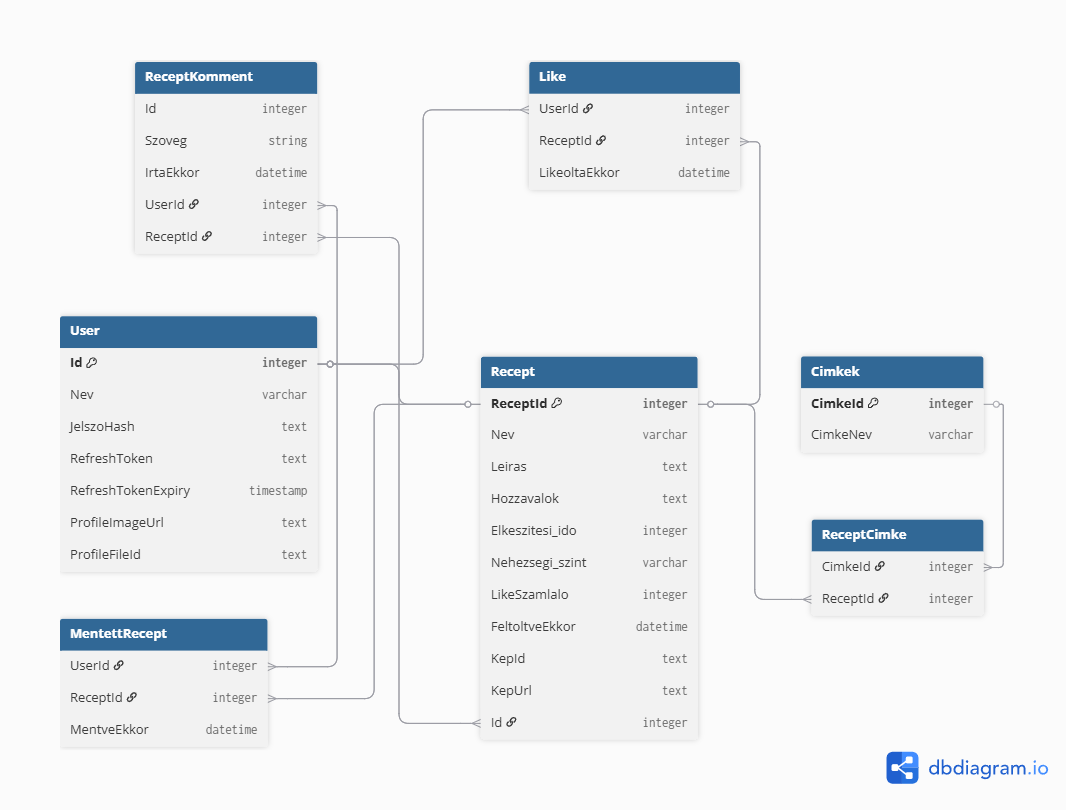 ReceptKomment
Id integer
Szoveg string
IrtaEkkor datetime
UserId integer
ReceptId integer
Like
UserId integer
ReceptId integer
LikeoltaEkkor datetime
User
Id integer
Nev varchar
JelszoHash text
RefreshToken text
RefreshTokenExpiry timestamp
ProfileImageUrl text
ProfileFileId text
Recept
ReceptId integer
Nev varchar
Leiras text
Hozzavalok text
Elkeszitesi_ido integer
Nehezsegi_szint varchar
LikeSzamlalo integer
FeltoltveEkkor datetime
KepId text
KepUrl text
Id integer
Cimkek
CimkeId integer
CimkeNev varchar
ReceptCimke
CimkeId integer
ReceptId integer
MentettRecept
UserId integer
ReceptId integer
MentveEkkor datetime
dbdiagram.io